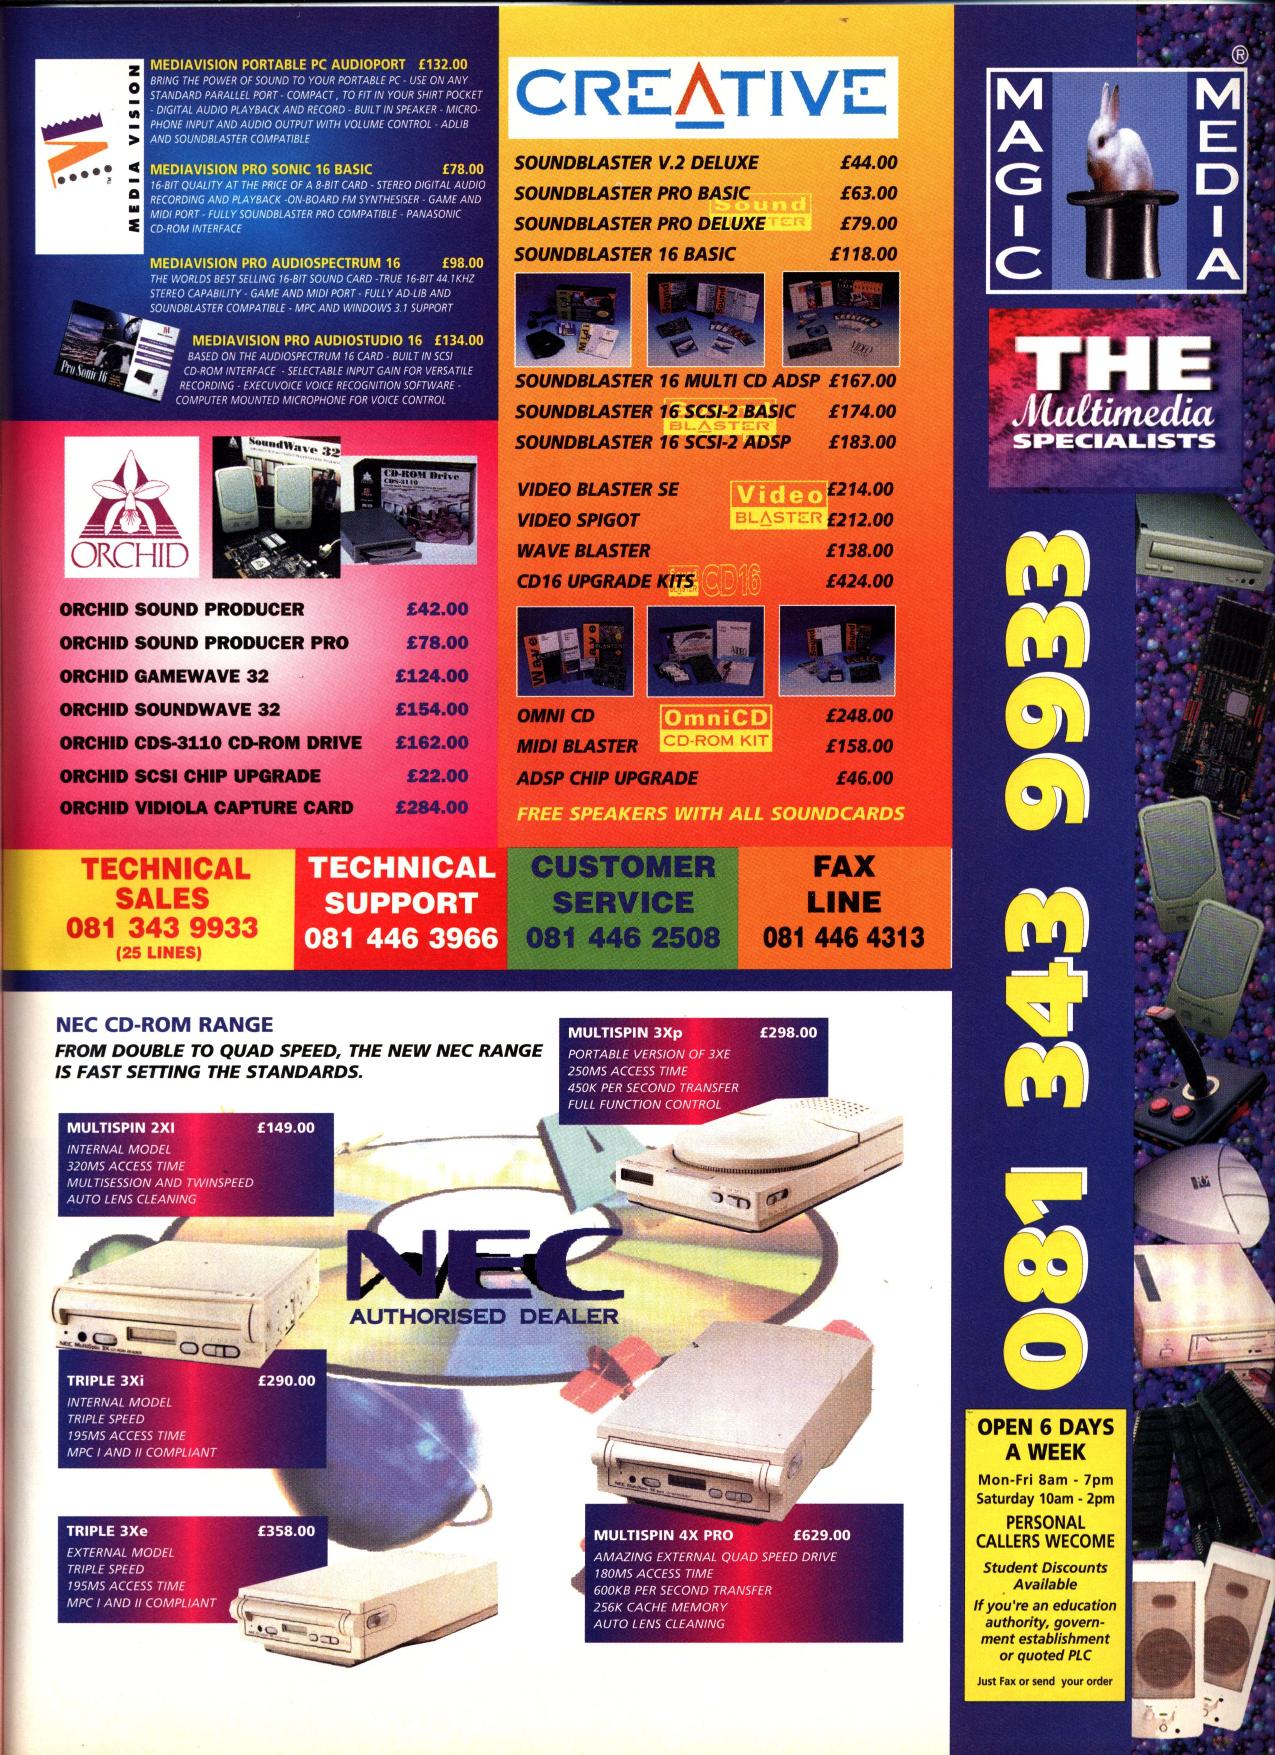 MEDIA VISION
TM
MEDIAVISION PORTABLE PC AUDIOPORT £132.00
BRING THE POWER OF SOUND TO YOUR PORTABLE PC - USE ON ANY
STANDARD PARALLEL PORT - COMPACT , TO FIT IN YOUR SHIRT POCKET
- DIGITAL AUDIO PLAYBACK AND RECORD - BUILT IN SPEAKER - MICRO-
PHONE INPUT AND AUDIO OUTPUT WITH VOLUME CONTROL - ADLIB
AND SOUNDBLASTER COMPATIBLE
MEDIAVISION PRO SONIC 16 BASIC £78.00
16-BIT QUALITY AT THE PRICE OF A 8-BIT CARD - STEREO DIGITAL AUDIO
RECORDING AND PLAYBACK -ON-BOARD FM SYNTHESISER - GAME AND
MIDI PORT - FULLY SOUNDBLASTER PRO COMPATIBLE - PANASONIC
CD-ROM INTERFACE
MEDIAVISION PRO AUDIOSPECTRUM 16 £98.00
THE WORLDS BEST SELLING 16-BIT SOUND CARD -TRUE 16-BIT 44.1KHZ
STEREO CAPABILITY - GAME AND MIDI PORT - FULLY AD-LIB AND
SOUNDBLASTER COMPATIBLE - MPC AND WINDOWS 3.1 SUPPORT
MEDIAVISION PRO AUDIOSTUDIO 16 £134.00
BASED ON THE AUDIOSPECTRUM 16 CARD - BUILT IN SCSI
CD-ROM INTERFACE - SELECTABLE INPUT GAIN FOR VERSATILE
RECORDING - EXECUVOICE VOICE RECOGNITION SOFTWARE -
COMPUTER MOUNTED MICROPHONE FOR VOICE CONTROL
Pro Sonic 16
ORCHID
SoundWave 32
CD-ROM Drive
CDS-3110
ORCHID SOUND PRODUCER £42.00
ORCHID SOUND PRODUCER PRO £78.00
ORCHID GAMEWAVE 32 £124.00
ORCHID SOUNDWAVE 32 £154.00
ORCHID CDS-3110 CD-ROM DRIVE £162.00
ORCHID SCSI CHIP UPGRADE £22.00
ORCHID VIDIOLA CAPTURE CARD £284.00
CREATIVE
SOUNDBLASTER V.2 DELUXE £44.00
SOUNDBLASTER PRO BASIC £63.00
Sound
SOUNDBLASTER PRO DELUXE £79.00
SOUNDBLASTER 16 BASIC £118.00
SOUNDBLASTER 16 MULTI CD ADSP £167.00
SOUNDBLASTER 16 SCSI-2 BASIC £174.00
BLASTER
SOUNDBLASTER 16 SCSI-2 ADSP £183.00
VIDEO BLASTER SE £214.00
Video
BLASTER
VIDEO SPIGOT £212.00
WAVE BLASTER £138.00
CD16 UPGRADE KITS £424.00
CD16
OMNI CD £248.00
OmniCD
CD-ROM KIT
MIDI BLASTER £158.00
ADSP CHIP UPGRADE £46.00
FREE SPEAKERS WITH ALL SOUNDCARDS
TECHNICAL
SALES
081 343 9933
(25 LINES)
TECHNICAL
SUPPORT
081 446 3966
CUSTOMER
SERVICE
081 446 2508
FAX
LINE
081 446 4313
NEC CD-ROM RANGE
FROM DOUBLE TO QUAD SPEED, THE NEW NEC RANGE
IS FAST SETTING THE STANDARDS.
MULTISPIN 3Xp £298.00
PORTABLE VERSION OF 3XE
250MS ACCESS TIME
450K PER SECOND TRANSFER
FULL FUNCTION CONTROL
MULTISPIN 2XI £149.00
INTERNAL MODEL
320MS ACCESS TIME
MULTISESSION AND TWINSPEED
AUTO LENS CLEANING
NEC
AUTHORISED DEALER
TRIPLE 3Xi £290.00
INTERNAL MODEL
TRIPLE SPEED
195MS ACCESS TIME
MPC I AND II COMPLIANT
TRIPLE 3Xe £358.00
EXTERNAL MODEL
TRIPLE SPEED
195MS ACCESS TIME
MPC I AND II COMPLIANT
MULTISPIN 4X PRO £629.00
AMAZING EXTERNAL QUAD SPEED DRIVE
180MS ACCESS TIME
600KB PER SECOND TRANSFER
256K CACHE MEMORY
AUTO LENS CLEANING
®
MAGIC
MEDIA
THE
Multimedia
SPECIALISTS
081 343 9933
OPEN 6 DAYS
A WEEK
Mon-Fri 8am - 7pm
Saturday 10am - 2pm
PERSONAL
CALLERS WECOME
Student Discounts
Available
If you're an education
authority, govern-
ment establishment
or quoted PLC
Just Fax or send your order